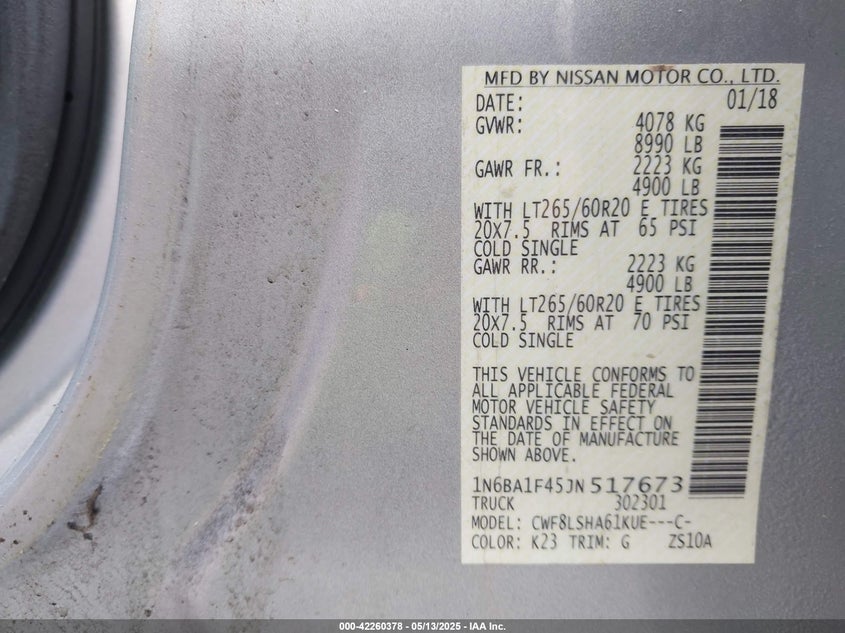 MFD BY NISSAN MOTOR CO., LTD.
DATE: 01/18
GVWR: 4078 KG
8990 LB
GAWR FR.: 2223 KG
4900 LB
WITH LT265/60R20 E TIRES
20X7.5 RIMS AT 65 PSI
COLD SINGLE
GAWR RR.: 2223 KG
4900 LB
WITH LT265/60R20 E TIRES
20X7.5 RIMS AT 70 PSI
COLD SINGLE
THIS VEHICLE CONFORMS TO
ALL APPLICABLE FEDERAL
MOTOR VEHICLE SAFETY
STANDARDS IN EFFECT ON
THE DATE OF MANUFACTURE
SHOWN ABOVE.
1N6BA1F45JN517673
TRUCK 302301
MODEL: CWF8LSHA61KUE---C-
COLOR: K23 TRIM: G ZS10A
000-42260378 - 05/13/2025 - IAA Inc.